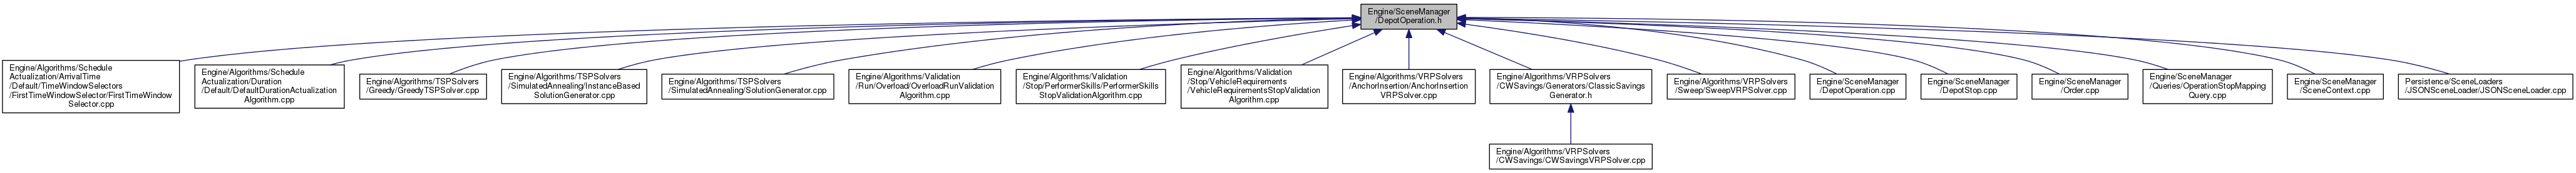 Engine/SceneManager
/DepotOperation.h
Engine/Algorithms/Schedule
Actualization/ArrivalTime
/Default/TimeWindowSelectors
/FirstTimeWindowSelector/FirstTimeWindow
Selector.cpp
Engine/Algorithms/Schedule
Actualization/Duration
/Default/DefaultDurationActualization
Algorithm.cpp
Engine/Algorithms/TSPSolvers
/Greedy/GreedyTSPSolver.cpp
Engine/Algorithms/TSPSolvers
/SimulatedAnnealing/InstanceBased
SolutionGenerator.cpp
Engine/Algorithms/TSPSolvers
/SimulatedAnnealing/SolutionGenerator.cpp
Engine/Algorithms/Validation
/Run/Overload/OverloadRunValidation
Algorithm.cpp
Engine/Algorithms/Validation
/Stop/PerformerSkills/PerformerSkills
StopValidationAlgorithm.cpp
Engine/Algorithms/Validation
/Stop/VehicleRequirements
/VehicleRequirementsStopValidation
Algorithm.cpp
Engine/Algorithms/VRPSolvers
/AnchorInsertion/AnchorInsertion
VRPSolver.cpp
Engine/Algorithms/VRPSolvers
/CWSavings/Generators/ClassicSavings
Generator.h
Engine/Algorithms/VRPSolvers
/Sweep/SweepVRPSolver.cpp
Engine/SceneManager
/DepotOperation.cpp
Engine/SceneManager
/DepotStop.cpp
Engine/SceneManager
/Order.cpp
Engine/SceneManager
/Queries/OperationStopMapping
Query.cpp
Engine/SceneManager
/SceneContext.cpp
Persistence/SceneLoaders
/JSONSceneLoader/JSONSceneLoader.cpp
Engine/Algorithms/VRPSolvers
/CWSavings/CWSavingsVRPSolver.cpp